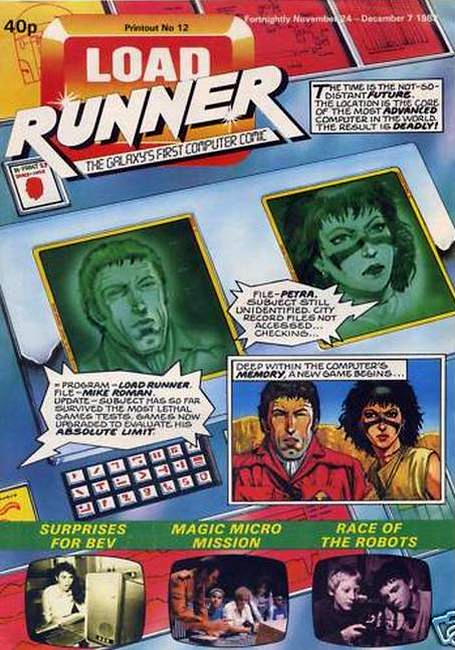 40p
Printout No 12
Fortnightly November 24 – December 7 1983
LOAD
RUNNER
THE GALAXY'S FIRST COMPUTER COMIC
THE TIME IS THE NOT-SO-
DISTANT FUTURE.
THE LOCATION IS THE CORE
OF THE MOST ADVANCED
COMPUTER IN THE WORLD.
THE RESULT IS DEADLY!
FILE–PETRA.
SUBJECT STILL
UNIDENTIFIED. CITY
RECORD FILES NOT
ACCESSED...
CHECKING...
= PROGRAM – LOAD RUNNER.
FILE–MIKE ROMAN.
UPDATE – SUBJECT HAS SO FAR
SURVIVED THE MOST LETHAL
GAMES TESTS. GAMES NOW
UPGRADED TO EVALUATE HIS
ABSOLUTE LIMIT.
DEEP WITHIN THE COMPUTER'S
MEMORY, A NEW GAME BEGINS...
SURPRISES
FOR BEV
MAGIC MICRO
MISSION
RACE OF
THE ROBOTS